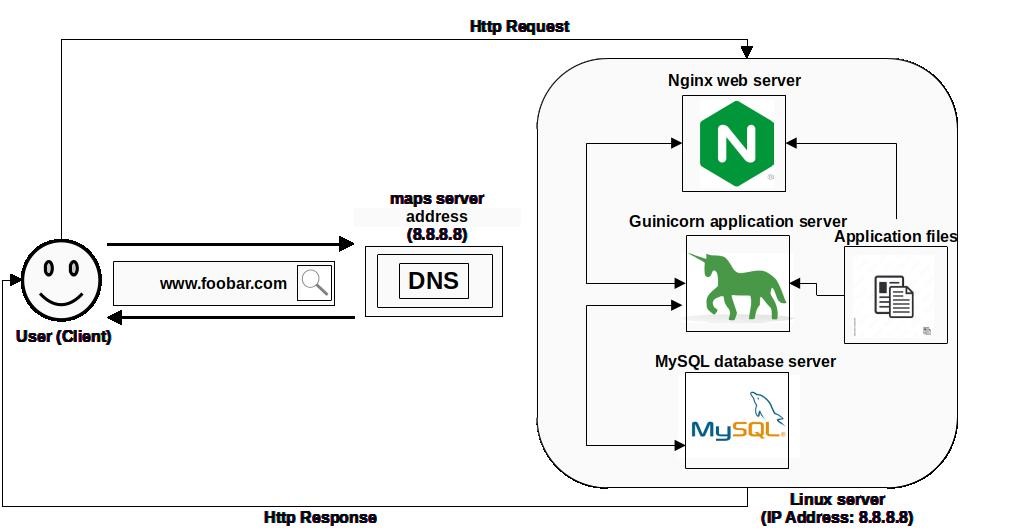 Http Request
Nginx web server
N
maps server
address
(8.8.8.8)
Guinicorn application server
Application files
www.foobar.com
DNS
User (Client)
MySQL database server
MySQL®
Linux server
(IP Address: 8.8.8.8)
Http Response